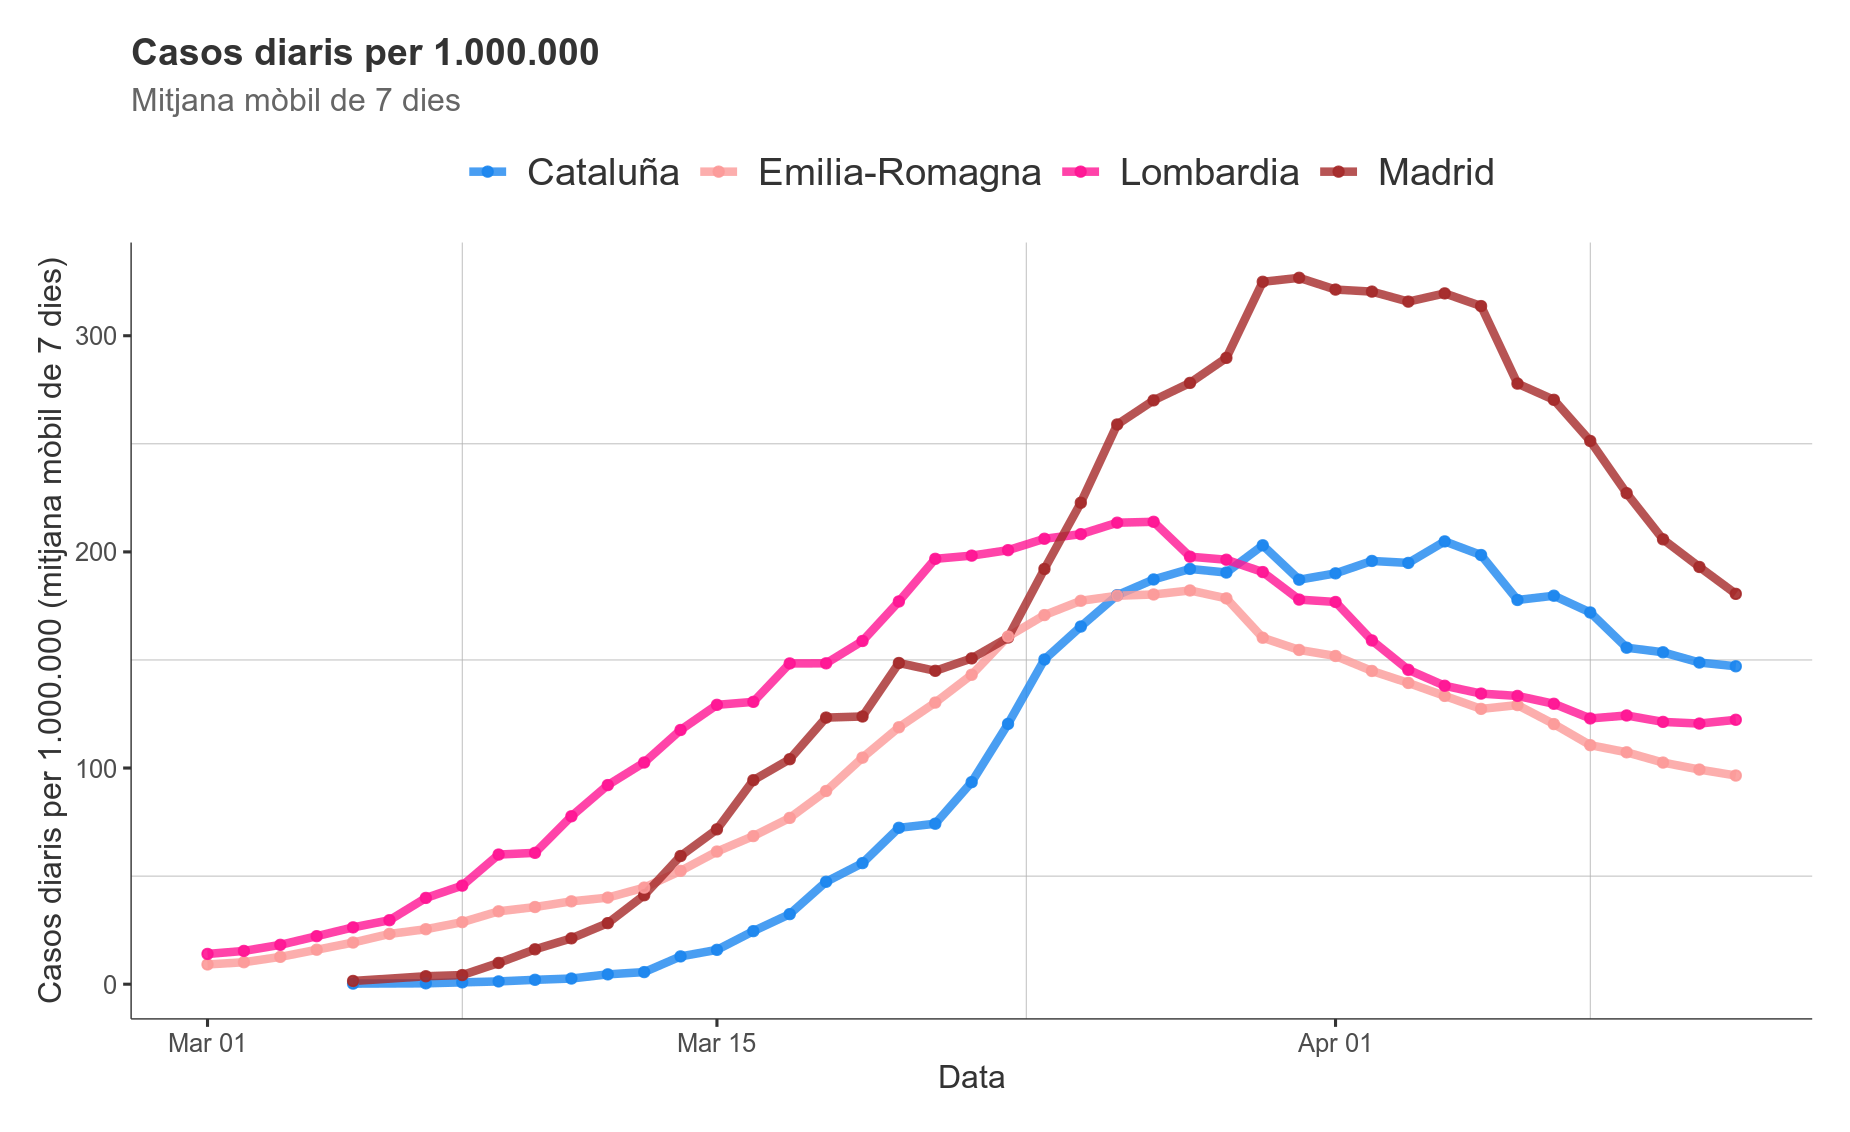 Casos diaris per 1.000.000
Mitjana mòbil de 7 dies
Cataluña Emilia-Romagna Lombardia Madrid
Casos diaris per 1.000.000 (mitjana mòbil de 7 dies)
300
200
100
0
Mar 01 Mar 15 Apr 01
Data